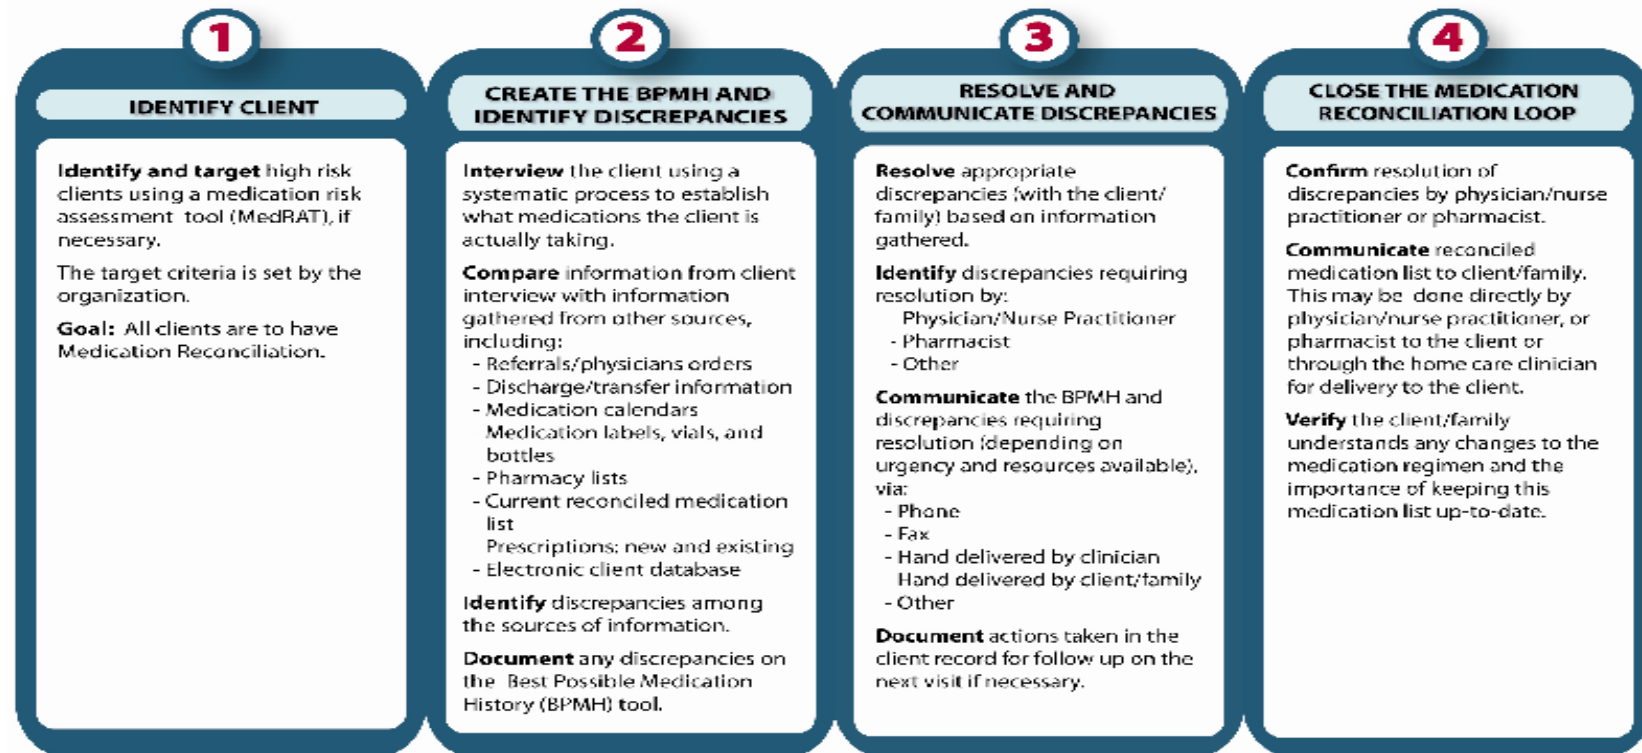 1
IDENTIFY CLIENT
Identify and target high risk
clients using a medication risk
assessment tool (MedRAT), if
necessary.
The target criteria is set by the
organization.
Goal: All clients are to have
Medication Reconciliation.
2
CREATE THE BPMH AND
IDENTIFY DISCREPANCIES
Interview the client using a
systematic process to establish
what medications the client is
actually taking.
Compare information from client
interview with information
gathered from other sources,
including:
- Referrals/physicians orders
- Discharge/transfer information
- Medication calendars
Medication labels, vials, and
bottles
- Pharmacy lists
- Current reconciled medication
list
Prescriptions: new and existing
- Electronic client database
Identify discrepancies among
the sources of information.
Document any discrepancies on
the Best Possible Medication
History (BPMH) tool.
3
RESOLVE AND
COMMUNICATE DISCREPANCIES
Resolve appropriate
discrepancies (with the client/
family) based on information
gathered.
Identify discrepancies requiring
resolution by:
Physician/Nurse Practitioner
- Pharmacist
- Other
Communicate the BPMH and
discrepancies requiring
resolution (depending on
urgency and resources available),
via:
- Phone
- Fax
- Hand delivered by clinician
Hand delivered by client/family
- Other
Document actions taken in the
client record for follow up on the
next visit if necessary.
4
CLOSE THE MEDICATION
RECONCILIATION LOOP
Confirm resolution of
discrepancies by physician/nurse
practitioner or pharmacist.
Communicate reconciled
medication list to client/family.
This may be done directly by
physician/nurse practitioner, or
pharmacist to the client or
through the home care clinician
for delivery to the client.
Verify the client/family
understands any changes to the
medication regimen and the
importance of keeping this
medication list up-to-date.